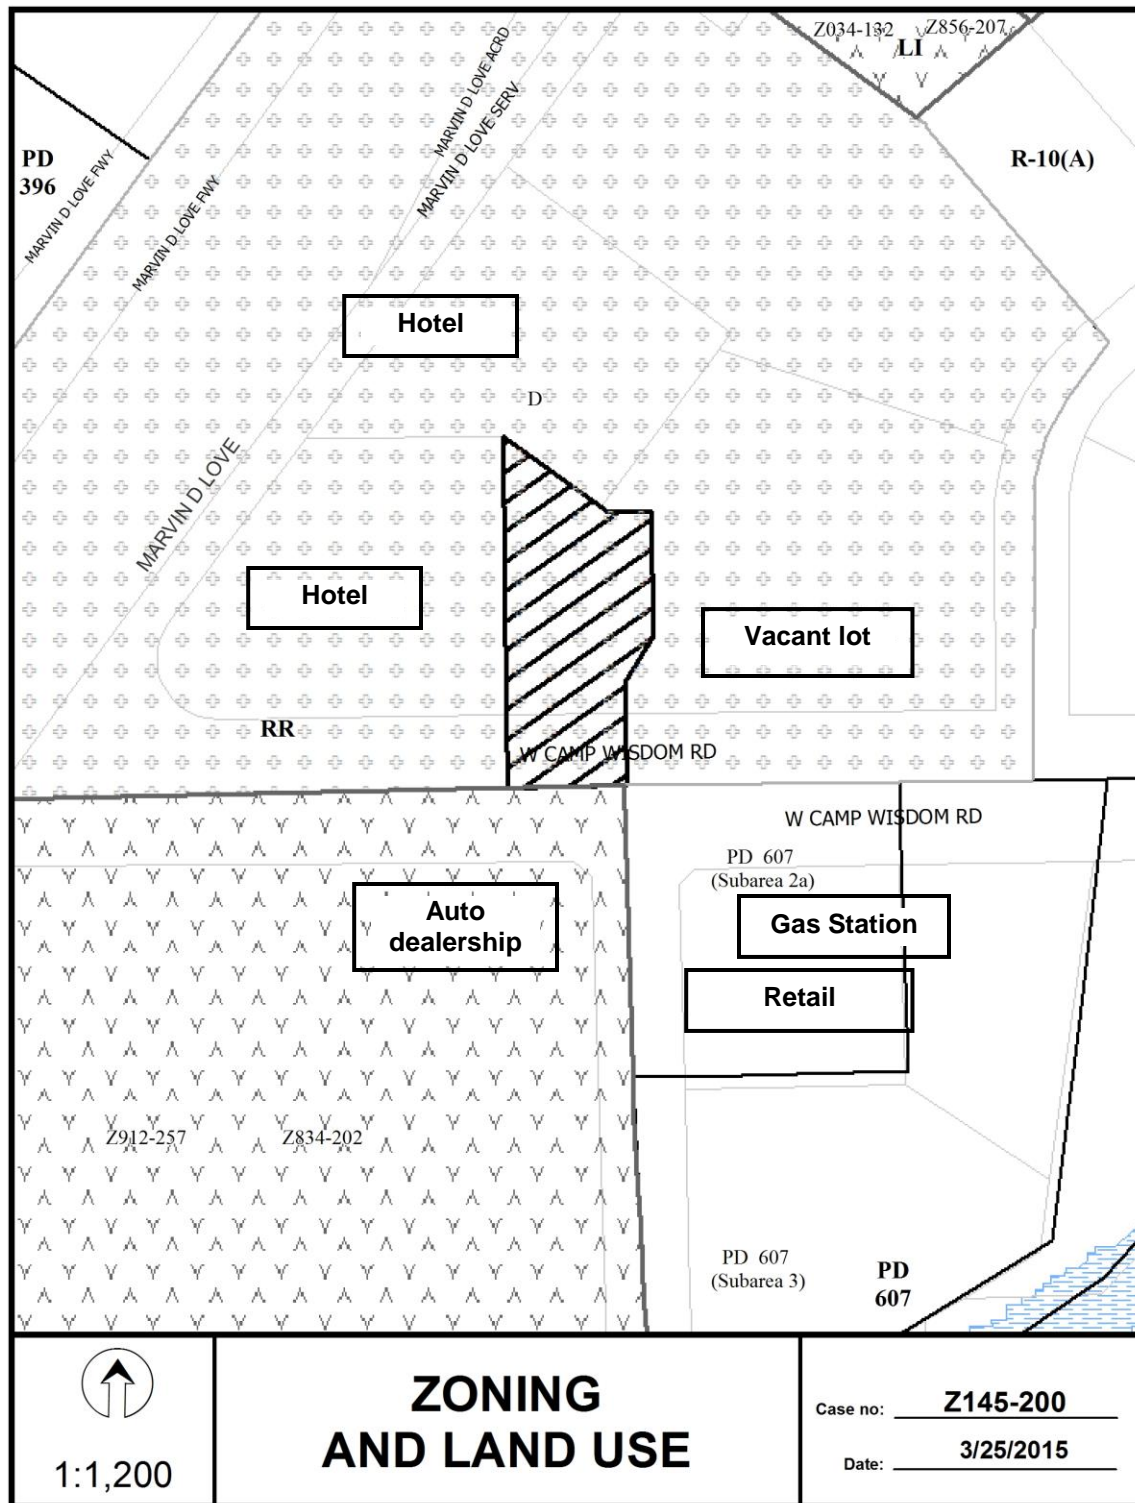 Z034-132
Z856-207
LI
MARVIN D LOVE ACRD
MARVIN D LOVE SERV
PD
396
MARVIN D LOVE FWY
MARVIN D LOVE FWY
R-10(A)
Hotel
D
MARVIN D LOVE
Hotel
Vacant lot
RR
W CAMP WISDOM RD
W CAMP WISDOM RD
PD 607
(Subarea 2a)
Auto
dealership
Gas Station
Retail
Z912-257
Z834-202
PD 607
(Subarea 3)
PD
607
1:1,200
ZONING
AND LAND USE
Case no: Z145-200
Date: 3/25/2015